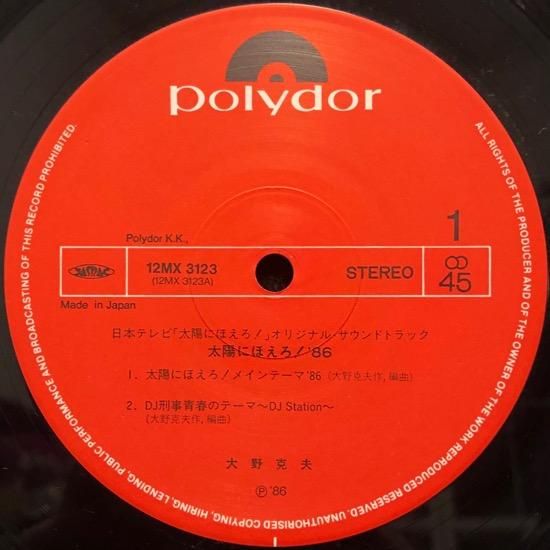 polydor
Polydor K.K.,
1
JASRAC
12MX 3123
(12MX 3123A)
STEREO
45
Made in Japan
日本テレビ「太陽にほえろ!」オリジナル・サウンドトラック
太陽にほえろ!'86
1. 太陽にほえろ!メインテーマ'86 (大野克夫作, 編曲)
2. DJ刑事青春のテーマ〜DJ Station〜
(大野克夫作, 編曲)
大野克夫
Ⓟ'86
ALL RIGHTS OF THE PRODUCER AND OF THE OWNER OF THE WORK REPRODUCED RESERVED. UNAUTHORISED COPYING, HIRING, LENDING, PUBLIC PERFORMANCE AND BROADCASTING OF THIS RECORD PROHIBITED.